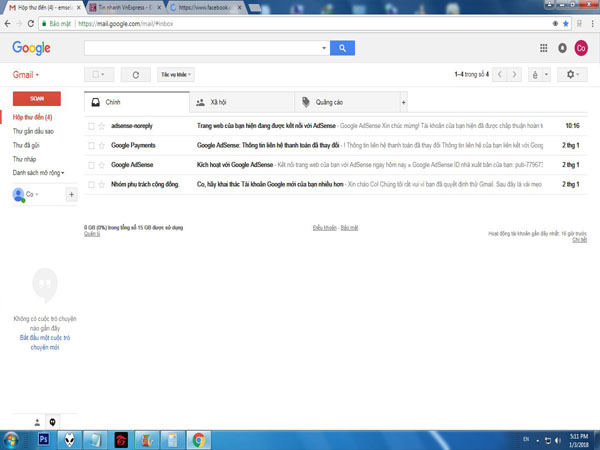 Hộp thư đến (4) - emse
Tin nhanh VnExpress -
https://www.facebook.c
Bảo mật | https://mail.google.com/mail/#inbox
Google
Co
Gmail
Tác vụ khác
1–4 trong số 4
SOẠN
Chính
Xã hội
Quảng cáo
+
Hộp thư đến (4)
Thư gắn dấu sao
Thư đã gửi
Thư nháp
Danh sách mở rộng
Co
+
adsense-noreply Trang web của bạn hiện đang được kết nối với AdSense - Google AdSense Xin chúc mừng! Tài khoản của bạn hiện đã được chấp thuận hoàn t 10:16
Google Payments Google AdSense: Thông tin liên hệ thanh toán đã thay đổi - ! Thông tin liên hệ thanh toán đã thay đổi Thông tin liên hệ liên kết với Googl 2 thg 1
Google AdSense Kích hoạt với Google AdSense - Kết nối trang web của bạn với AdSense ngay hôm nay » Google AdSense ID nhà xuất bản của bạn: pub-77967 2 thg 1
Nhóm phụ trách cộng đồng Co, hãy khai thác Tài khoản Google mới của bạn nhiều hơn - Xin chào Co! Chúng tôi rất vui vì bạn đã quyết định thử Gmail. Sau đây là vài mẹo 2 thg 1
0 GB (0%) trong tổng số 15 GB được sử dụng
Quản lí
Điều khoản - Bảo mật
Hoạt động tài khoản gần đây nhất: 16 giờ trước
Chi tiết
Không có cuộc trò chuyện
nào gần đây
Bắt đầu một cuộc trò
chuyện mới
Ps
EN
5:11 PM
1/3/2018